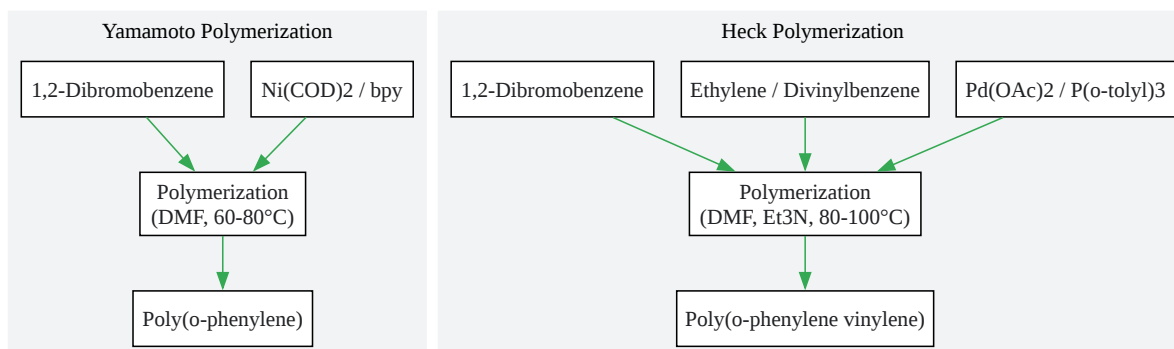 Yamamoto Polymerization
1,2-Dibromobenzene
Ni(COD)2 / bpy
Polymerization
(DMF, 60-80°C)
Poly(o-phenylene)
Heck Polymerization
1,2-Dibromobenzene
Ethylene / Divinylbenzene
Pd(OAc)2 / P(o-tolyl)3
Polymerization
(DMF, Et3N, 80-100°C)
Poly(o-phenylene vinylene)